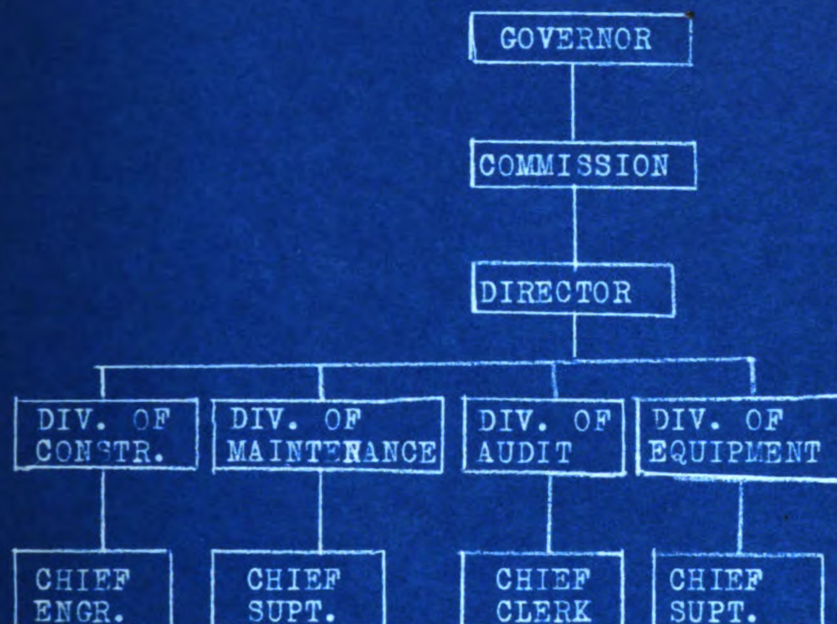 GOVERNOR
COMMISSION
DIRECTOR
DIV. OF
CONSTR.
DIV. OF
MAINTENANCE
DIV. OF
AUDIT
DIV. OF
EQUIPMENT
CHIEF
ENGR.
CHIEF
SUPT.
CHIEF
CLERK
CHIEF
SUPT.